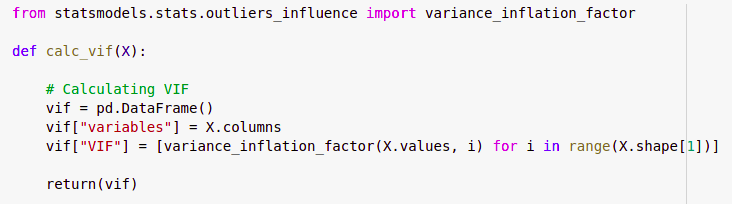 from statsmodels.stats.outliers_influence import variance_inflation_factor
def calc_vif(X):
# Calculating VIF
vif = pd.DataFrame()
vif["variables"] = X.columns
vif["VIF"] = [variance_inflation_factor(X.values, i) for i in range(X.shape[1])]
return(vif)